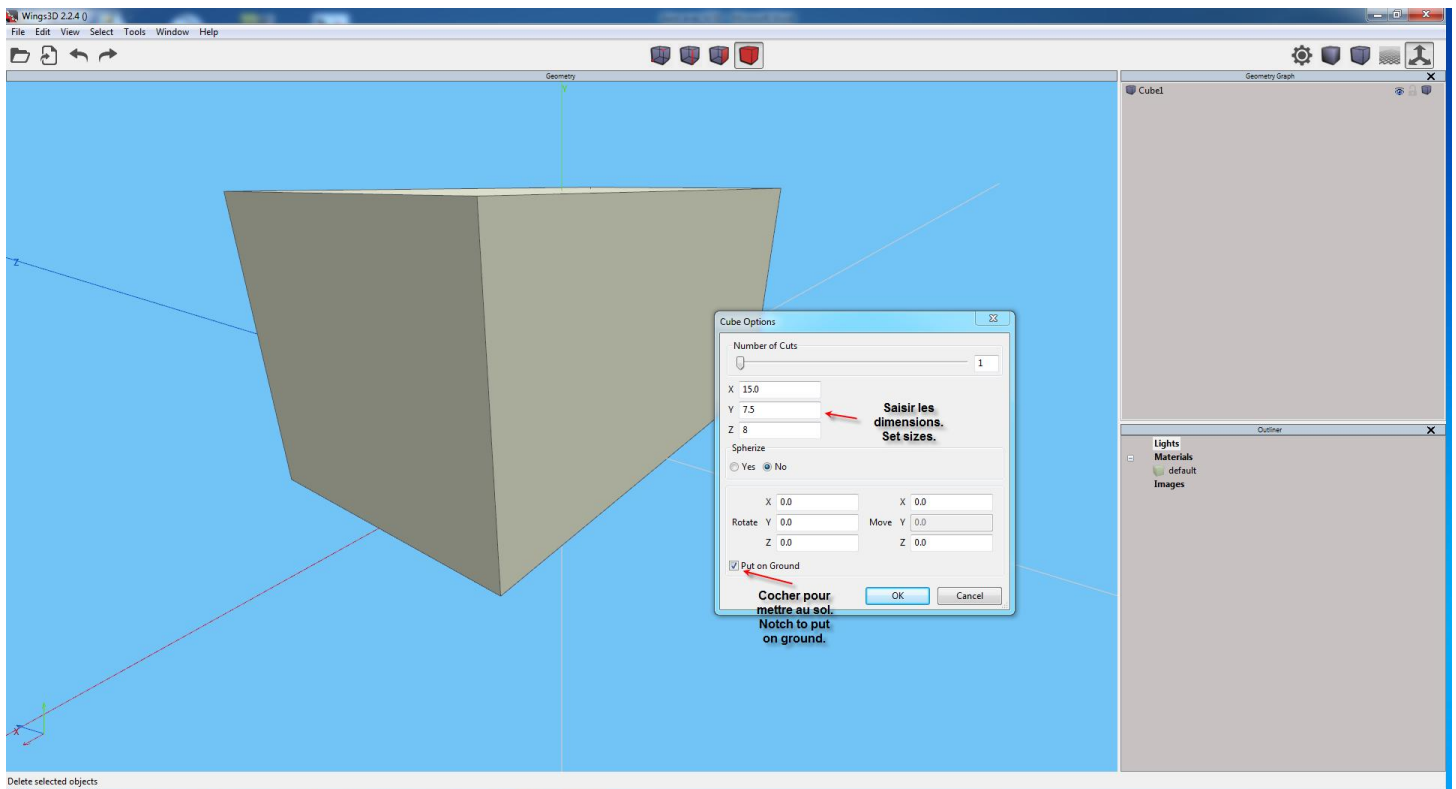 Wings3D 2.2.4 ()
File Edit View Select Tools Window Help
Geometry
Geometry Graph
Cube1
y
z
x
Cube Options
Number of Cuts
1
X 15.0
Y 7.5
Z 8
Saisir les
dimensions.
Set sizes.
Spherize
Yes No
X 0.0 X 0.0
Rotate Y 0.0 Move Y 0.0
Z 0.0 Z 0.0
Put on Ground
OK Cancel
Cocher pour
mettre au sol.
Notch to put
on ground.
Outliner
Lights
Materials
default
Images
Delete selected objects